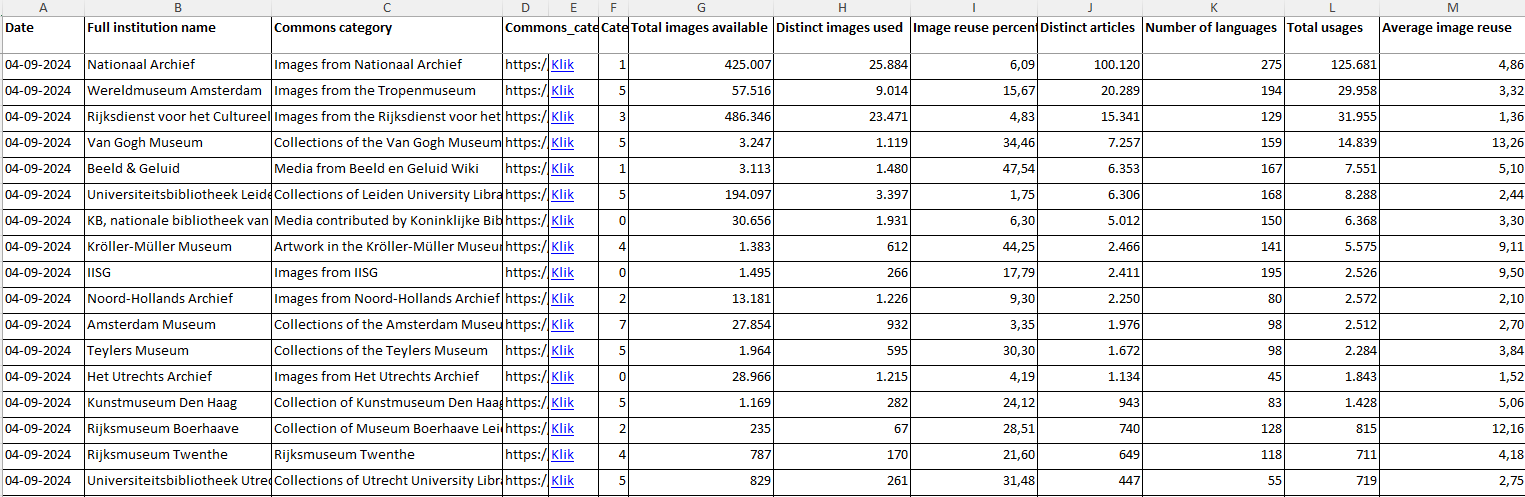 A B C D E F G H I J K L M
Date Full institution name Commons category Commons_cate Cate Total images available Distinct images used Image reuse percent Distinct articles Number of languages Total usages Average image reuse
04-09-2024 Nationaal Archief Images from Nationaal Archief https:/ Klik 1 425.007 25.884 6,09 100.120 275 125.681 4,86
04-09-2024 Wereldmuseum Amsterdam Images from the Tropenmuseum https:/ Klik 5 57.516 9.014 15,67 20.289 194 29.958 3,32
04-09-2024 Rijksdienst voor het Cultureel Images from the Rijksdienst voor het https:/ Klik 3 486.346 23.471 4,83 15.341 129 31.955 1,36
04-09-2024 Van Gogh Museum Collections of the Van Gogh Museum https:/ Klik 5 3.247 1.119 34,46 7.257 159 14.839 13,26
04-09-2024 Beeld & Geluid Media from Beeld en Geluid Wiki https:/ Klik 1 3.113 1.480 47,54 6.353 167 7.551 5,10
04-09-2024 Universiteitsbibliotheek Leide Collections of Leiden University Libra https:/ Klik 5 194.097 3.397 1,75 6.306 168 8.288 2,44
04-09-2024 KB, nationale bibliotheek van Media contributed by Koninklijke Bib https:/ Klik 0 30.656 1.931 6,30 5.012 150 6.368 3,30
04-09-2024 Kröller-Müller Museum Artwork in the Kröller-Müller Museum https:/ Klik 4 1.383 612 44,25 2.466 141 5.575 9,11
04-09-2024 IISG Images from IISG https:/ Klik 0 1.495 266 17,79 2.411 195 2.526 9,50
04-09-2024 Noord-Hollands Archief Images from Noord-Hollands Archief https:/ Klik 2 13.181 1.226 9,30 2.250 80 2.572 2,10
04-09-2024 Amsterdam Museum Collections of the Amsterdam Museu https:/ Klik 7 27.854 932 3,35 1.976 98 2.512 2,70
04-09-2024 Teylers Museum Collections of the Teylers Museum https:/ Klik 5 1.964 595 30,30 1.672 98 2.284 3,84
04-09-2024 Het Utrechts Archief Images from Het Utrechts Archief https:/ Klik 0 28.966 1.215 4,19 1.134 45 1.843 1,52
04-09-2024 Kunstmuseum Den Haag Collection of Kunstmuseum Den Haag https:/ Klik 5 1.169 282 24,12 943 83 1.428 5,06
04-09-2024 Rijksmuseum Boerhaave Collection of Museum Boerhaave Lei https:/ Klik 2 235 67 28,51 740 128 815 12,16
04-09-2024 Rijksmuseum Twenthe Rijksmuseum Twenthe https:/ Klik 4 787 170 21,60 649 118 711 4,18
04-09-2024 Universiteitsbibliotheek Utrec Collections of Utrecht University Libr https:/ Klik 5 829 261 31,48 447 55 719 2,75